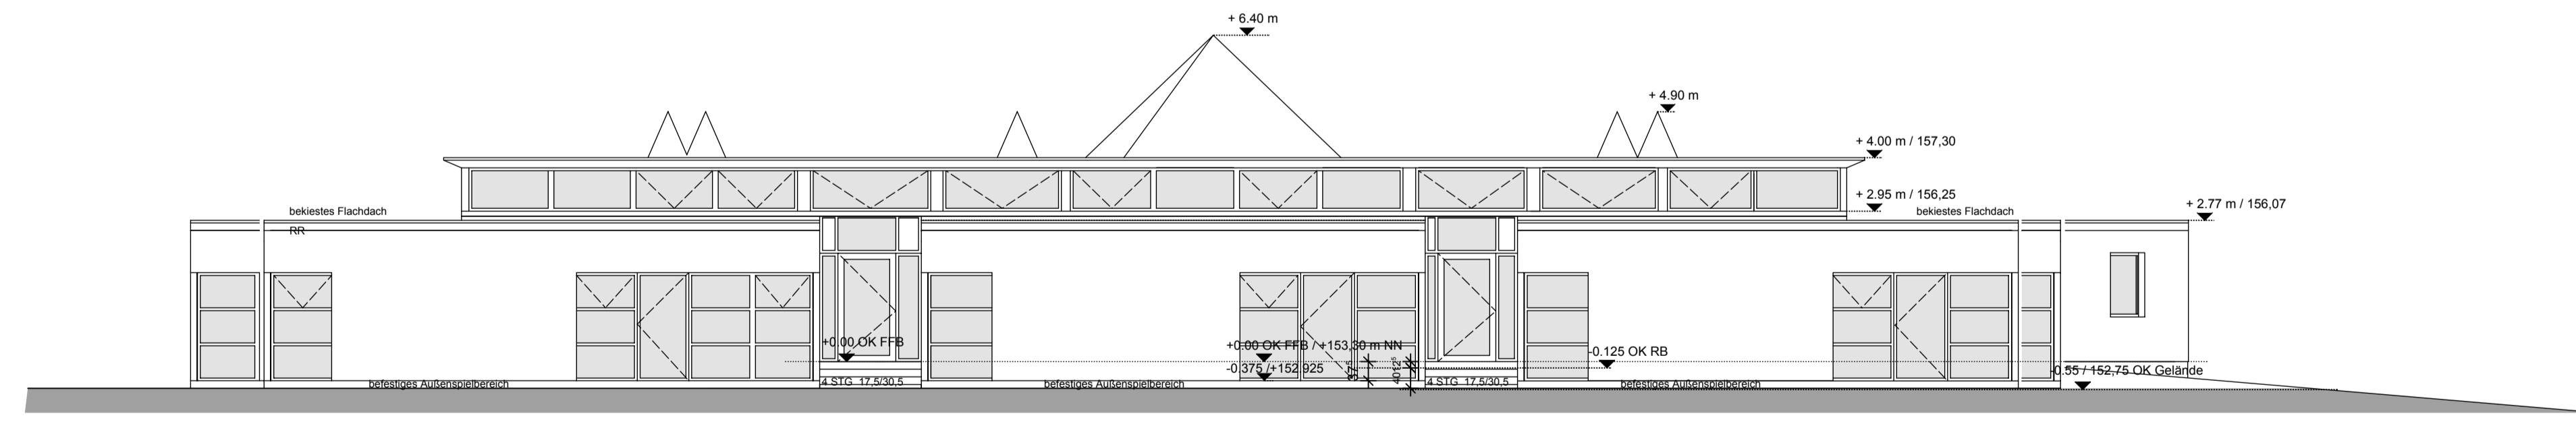 + 6.40 m
+ 4.90 m
+ 4.00 m / 157,30
+ 2.95 m / 156,25
+ 2.77 m / 156,07
bekiestes Flachdach
bekiestes Flachdach
RR
+0.00 OK FFB
+0.00 OK FFB / +153,30 m NN
-0.125 OK RB
-0.375 /+152,925
37⁵
40
12⁵
-0.55 / 152,75 OK Gelände
4 STG 17,5/30,5
4 STG 17,5/30,5
befestiges Außenspielbereich
befestiges Außenspielbereich
befestiges Außenspielbereich